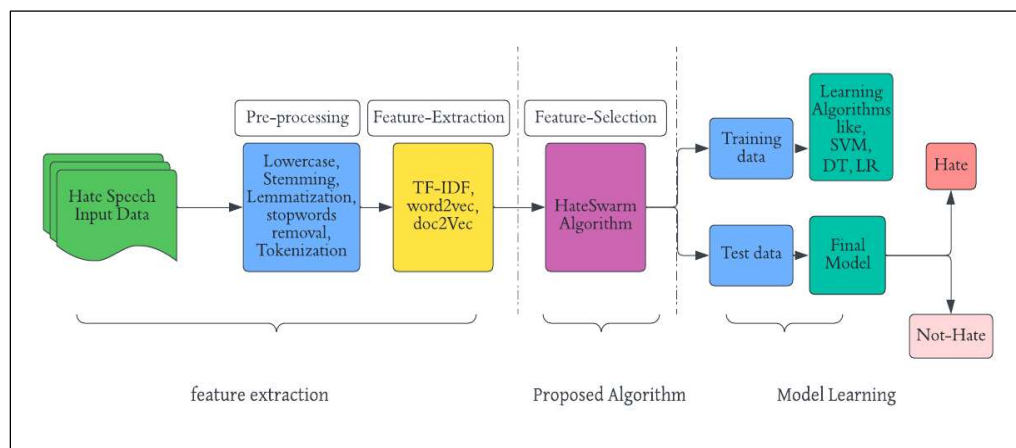 Pre-processing
Feature-Extraction
Feature-Selection
Hate Speech
Input Data
Lowercase,
Stemming,
Lemmatization,
stopwords
removal,
Tokenization
TF-IDF,
word2vec,
doc2Vec
HateSwarm
Algorithm
Training
data
Learning
Algorithms
like,
SVM,
DT, LR
Test data
Final
Model
Hate
Not-Hate
feature extraction
Proposed Algorithm
Model Learning